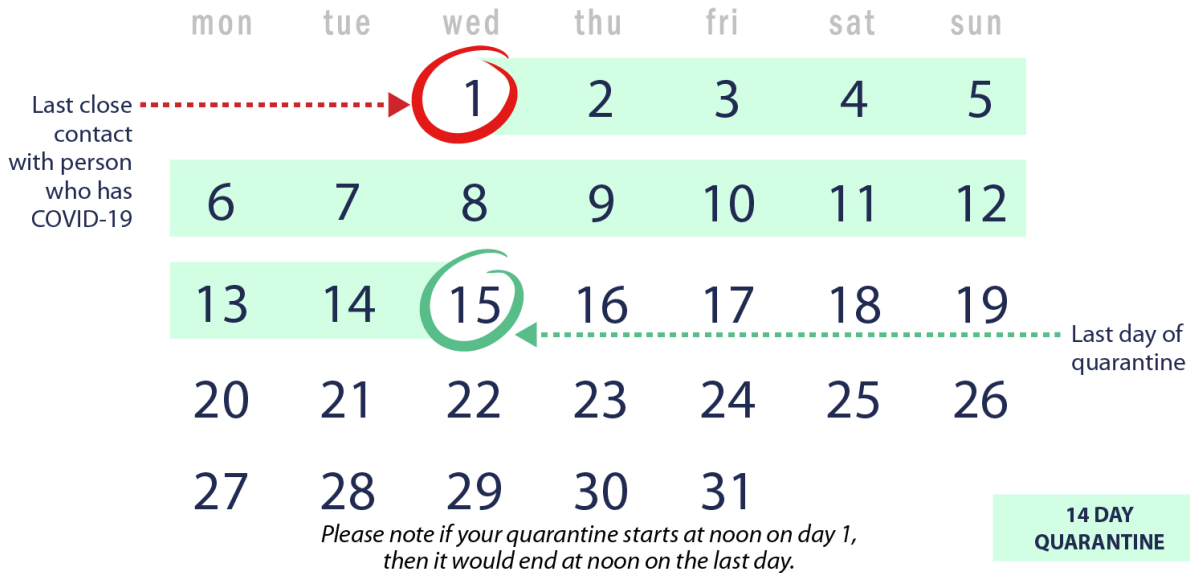 mon tue wed thu fri sat sun
Last close
contact
with person
who has
COVID-19
1 2 3 4 5
6 7 8 9 10 11 12
13 14 15 16 17 18 19
Last day of
quarantine
20 21 22 23 24 25 26
27 28 29 30 31
Please note if your quarantine starts at noon on day 1,
then it would end at noon on the last day.
14 DAY
QUARANTINE